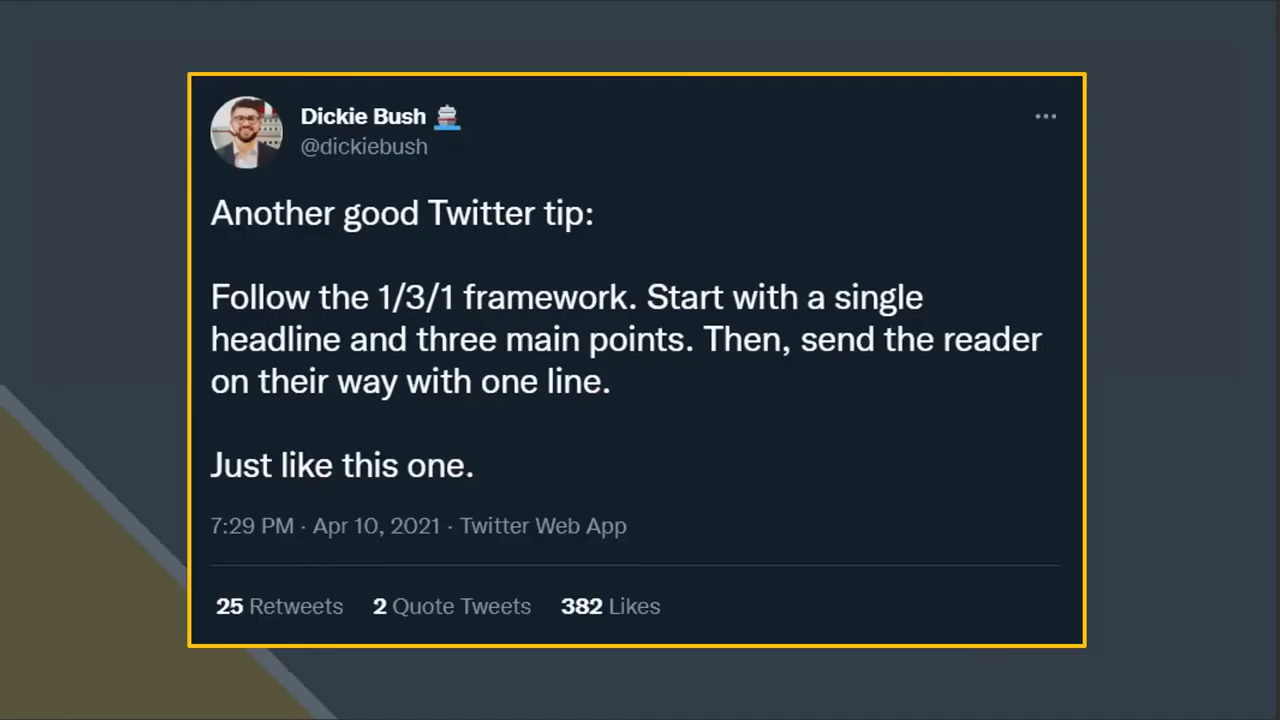 Dickie Bush 🚢
@dickiebush
Another good Twitter tip:
Follow the 1/3/1 framework. Start with a single
headline and three main points. Then, send the reader
on their way with one line.
Just like this one.
7:29 PM · Apr 10, 2021 · Twitter Web App
25 Retweets 2 Quote Tweets 382 Likes